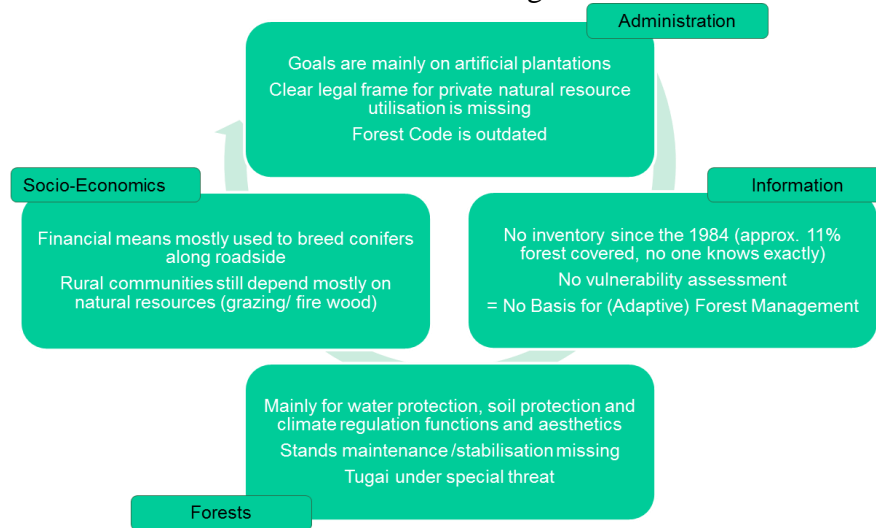 Administration
Goals are mainly on artificial plantations
Clear legal frame for private natural resource
utilisation is missing
Forest Code is outdated
Socio-Economics
Financial means mostly used to breed conifers
along roadside
Rural communities still depend mostly on
natural resources (grazing/ fire wood)
Information
No inventory since the 1984 (approx. 11%
forest covered, no one knows exactly)
No vulnerability assessment
= No Basis for (Adaptive) Forest Management
Mainly for water protection, soil protection and
climate regulation functions and aesthetics
Stands maintenance /stabilisation missing
Tugai under special threat
Forests